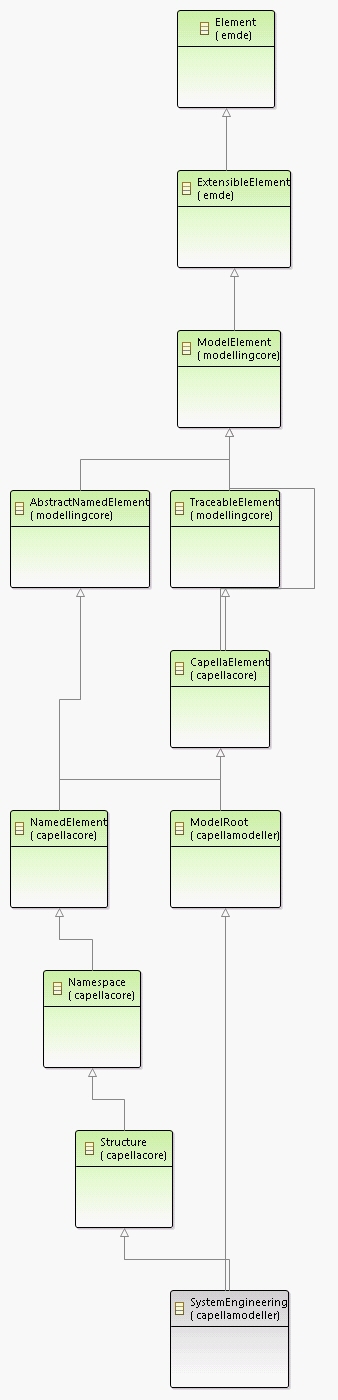 Element
( emde)
ExtensibleElement
( emde)
ModelElement
( modellingcore)
AbstractNamedElement
( modellingcore)
TraceableElement
( modellingcore)
CapellaElement
( capellacore)
NamedElement
( capellacore)
ModelRoot
( capellamodeller)
Namespace
( capellacore)
Structure
( capellacore)
SystemEngineering
( capellamodeller)